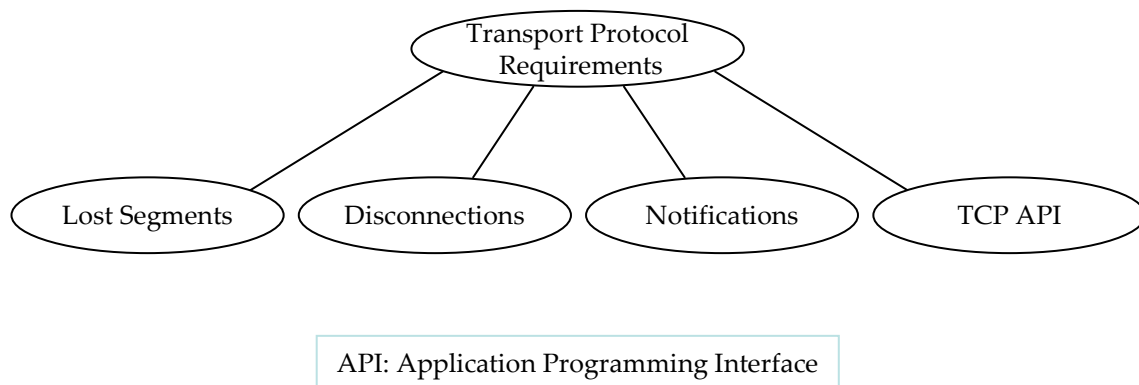 Transport Protocol
Requirements
Lost Segments
Disconnections
Notifications
TCP API
API: Application Programming Interface